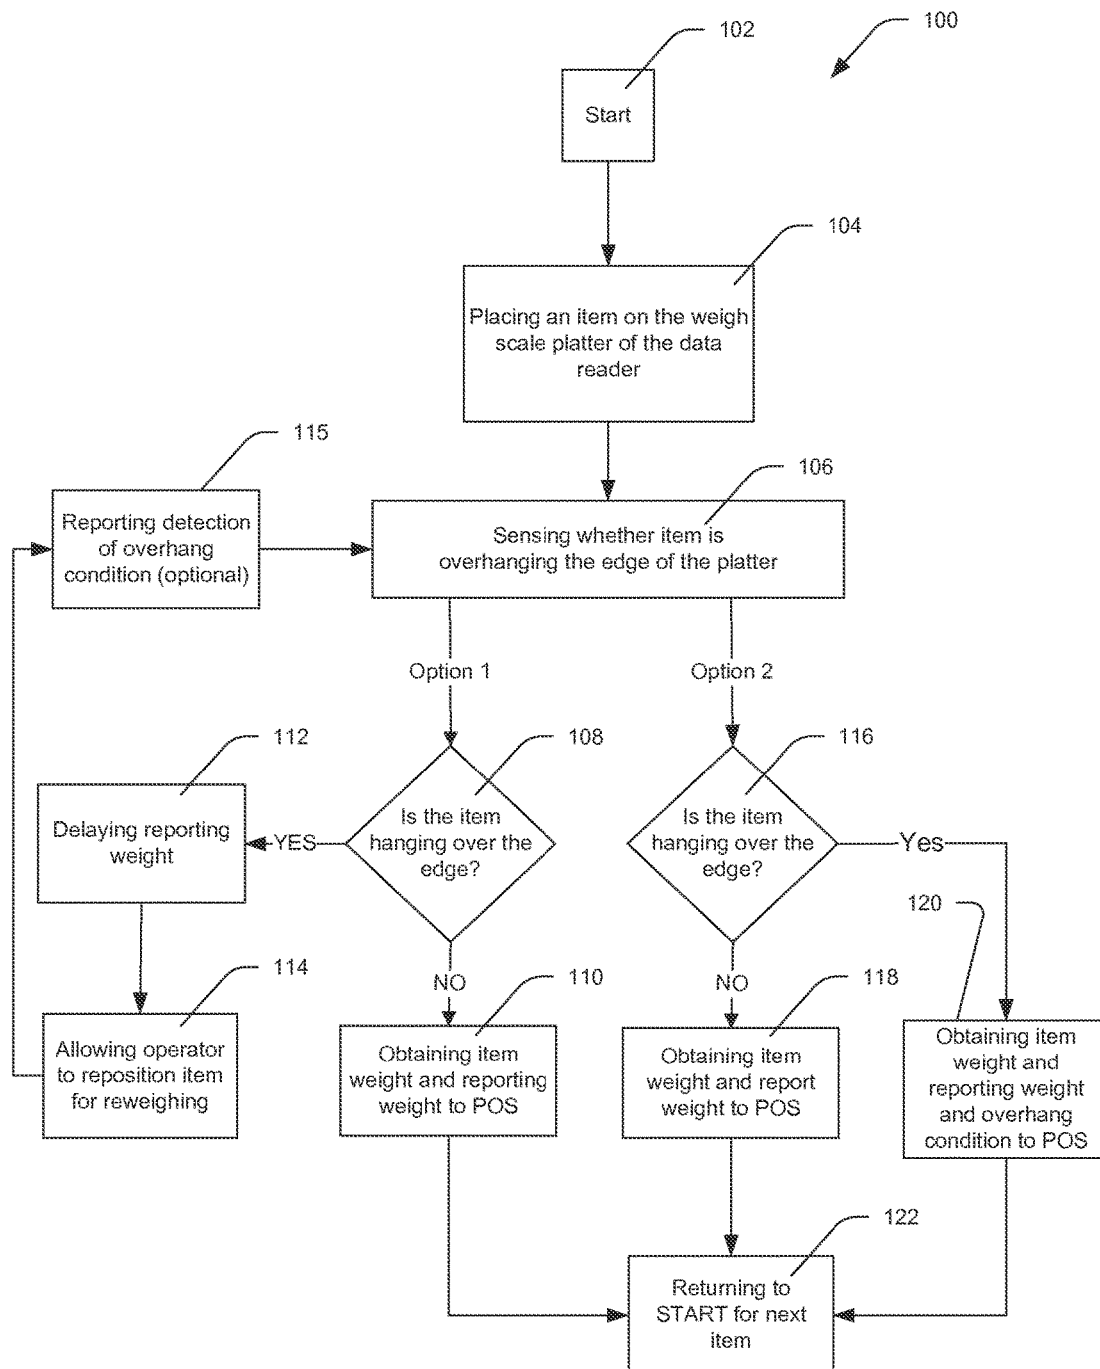 100
102
Start
104
Placing an item on the weigh
scale platter of the data
reader
115
Reporting detection
of overhang
condition (optional)
106
Sensing whether item is
overhanging the edge of the platter
Option 1
Option 2
112
Delaying reporting
weight
YES
108
Is the item
hanging over the
edge?
116
Is the item
hanging over the
edge?
Yes
120
NO
NO
114
Allowing operator
to reposition item
for reweighing
110
Obtaining item
weight and reporting
weight to POS
118
Obtaining item
weight and report
weight to POS
Obtaining item
weight and
reporting weight
and overhang
condition to POS
122
Returning to
START for next
item